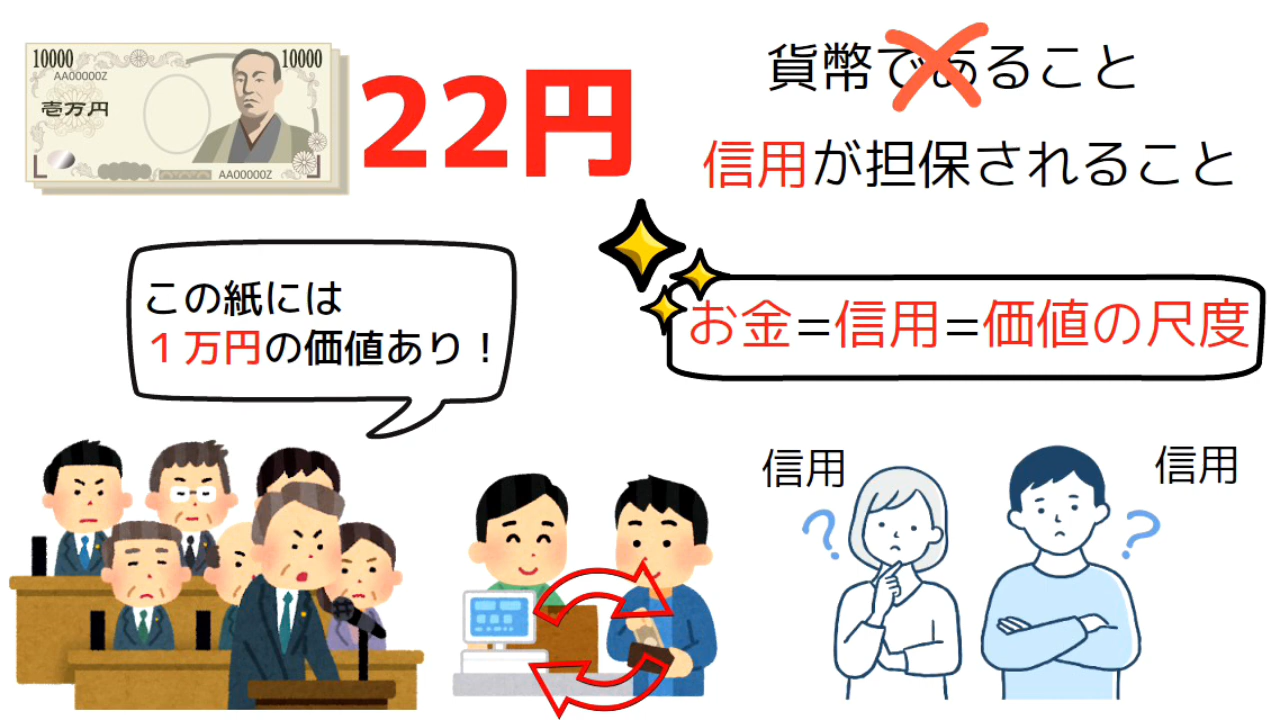 10000
10000
AA00000Z
壱万円
AA00000Z
22円
貨幣であること
信用が担保されること
この紙には
１万円の価値あり！
お金=信用=価値の尺度
信用
信用